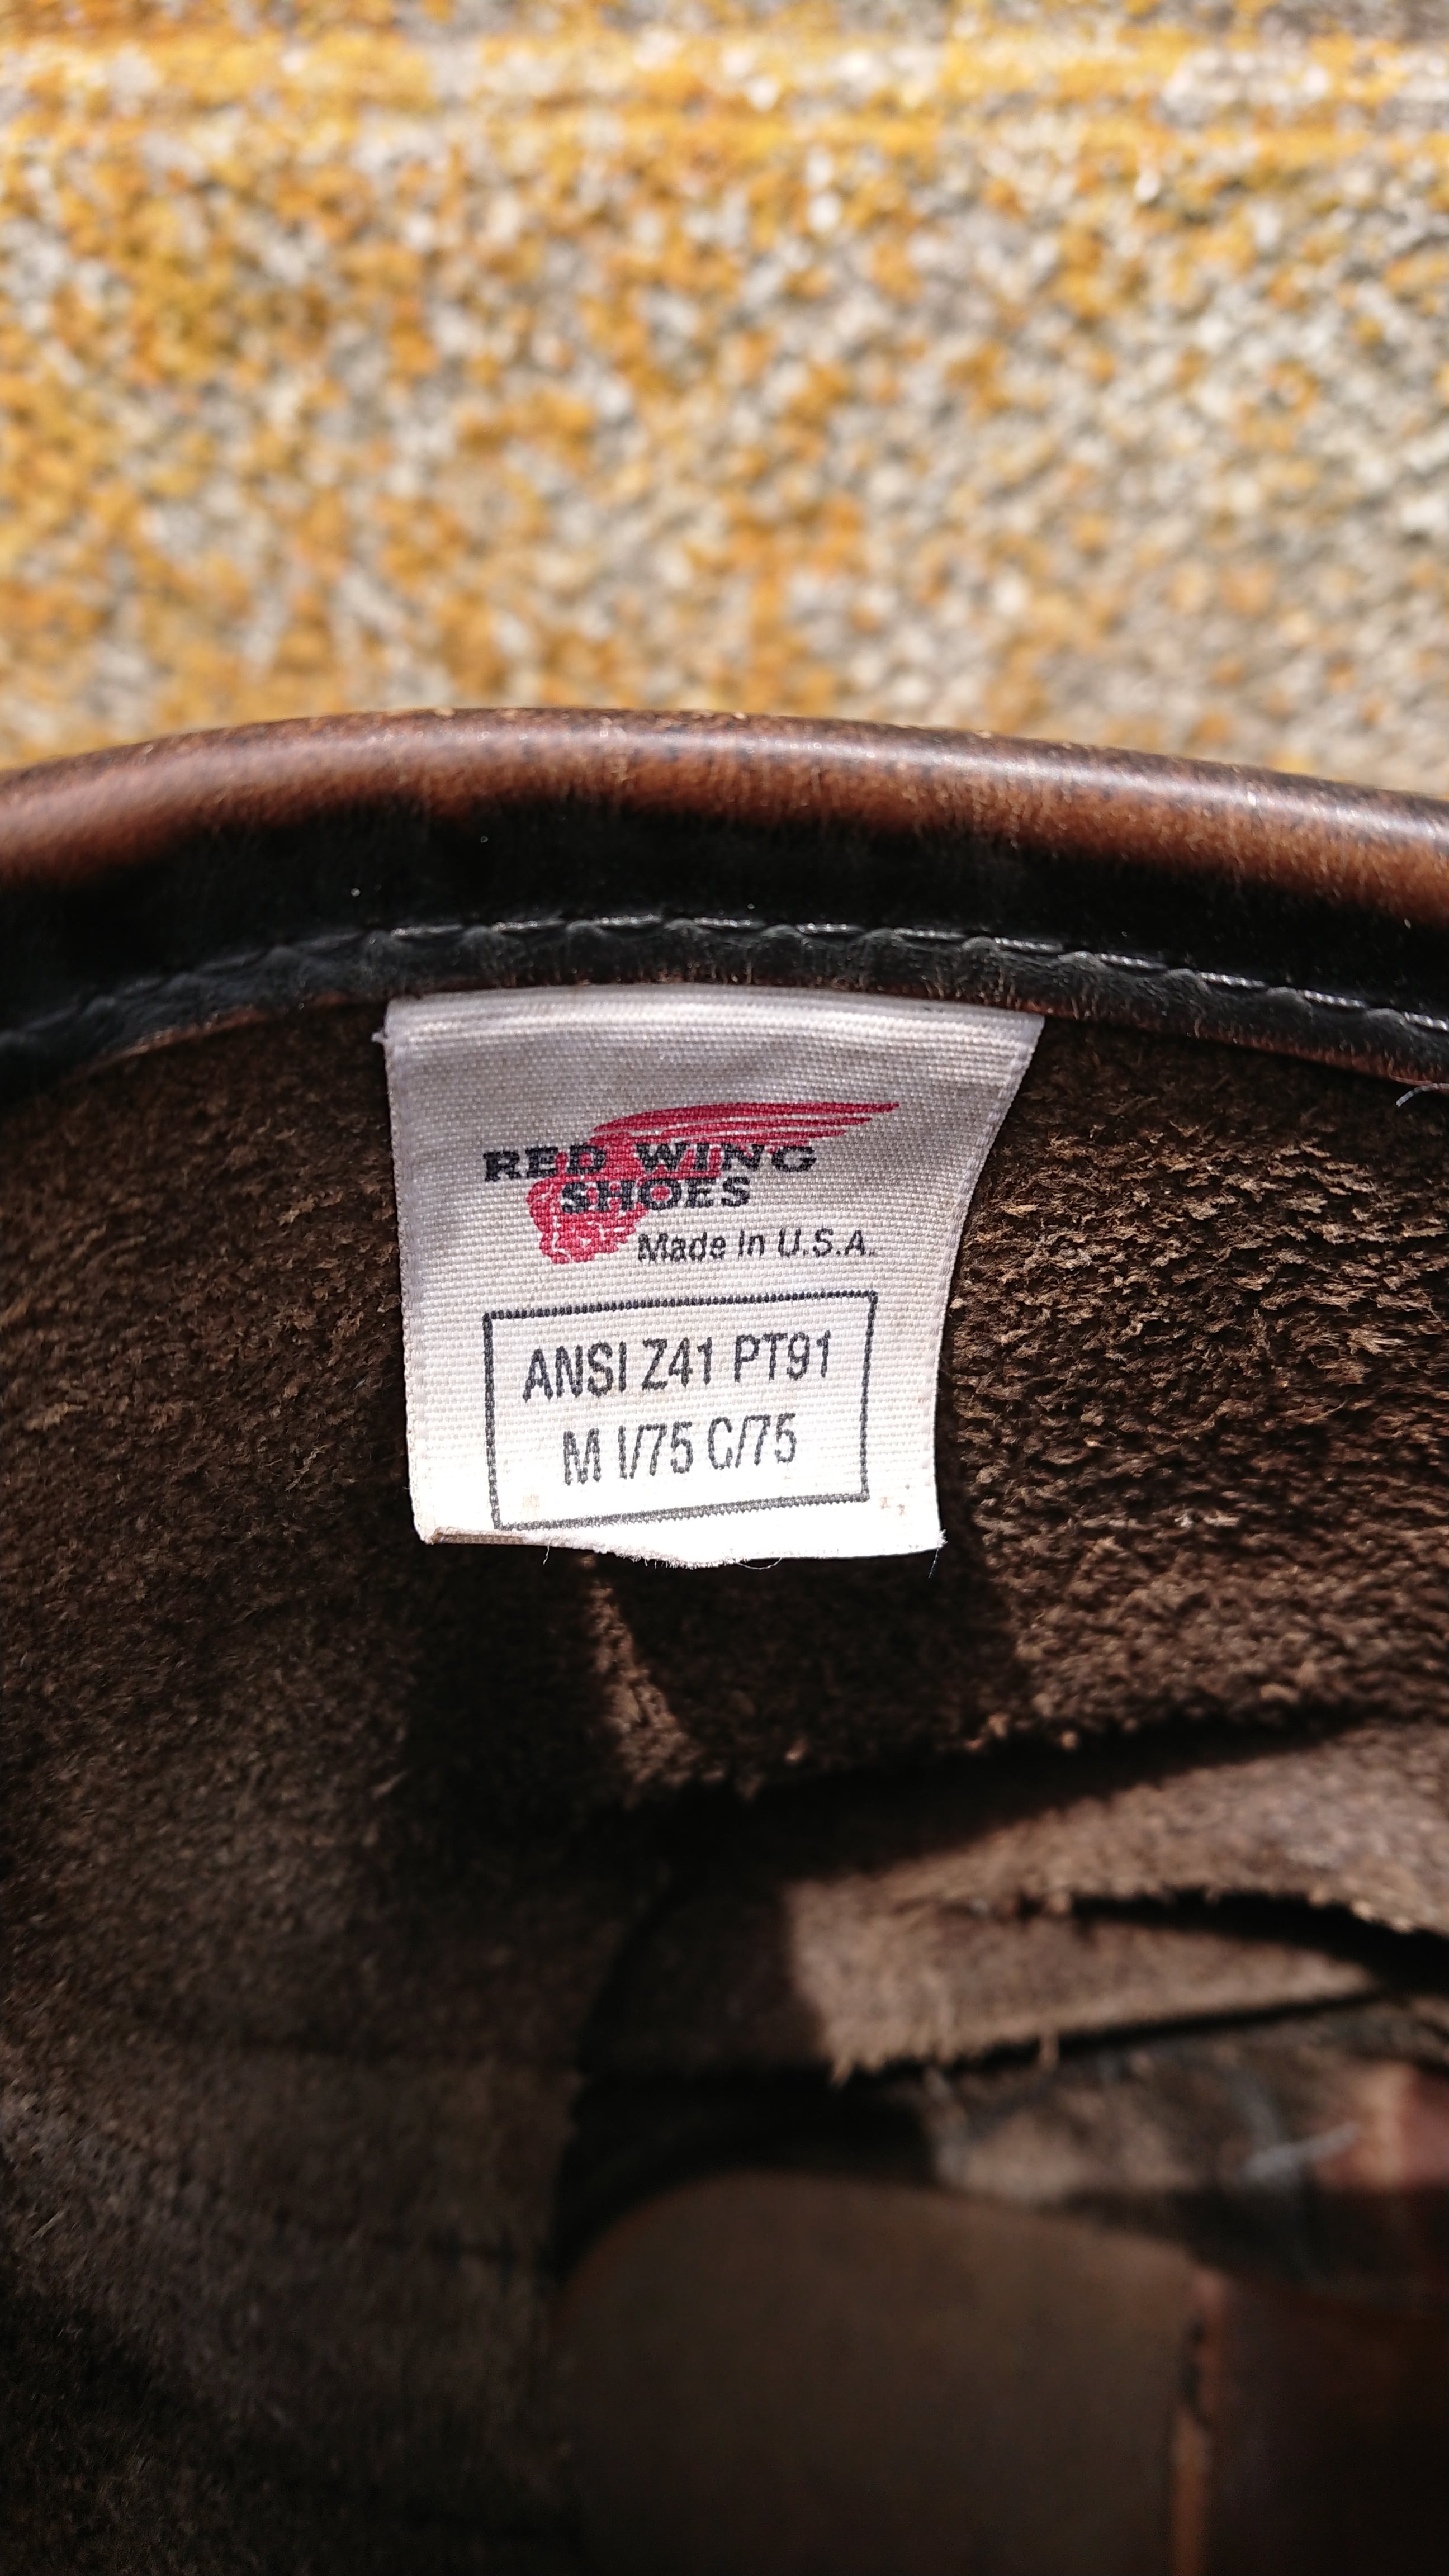 RED WING
SHOES
Made in U.S.A.
ANSI Z41 PT91
M I/75 C/75